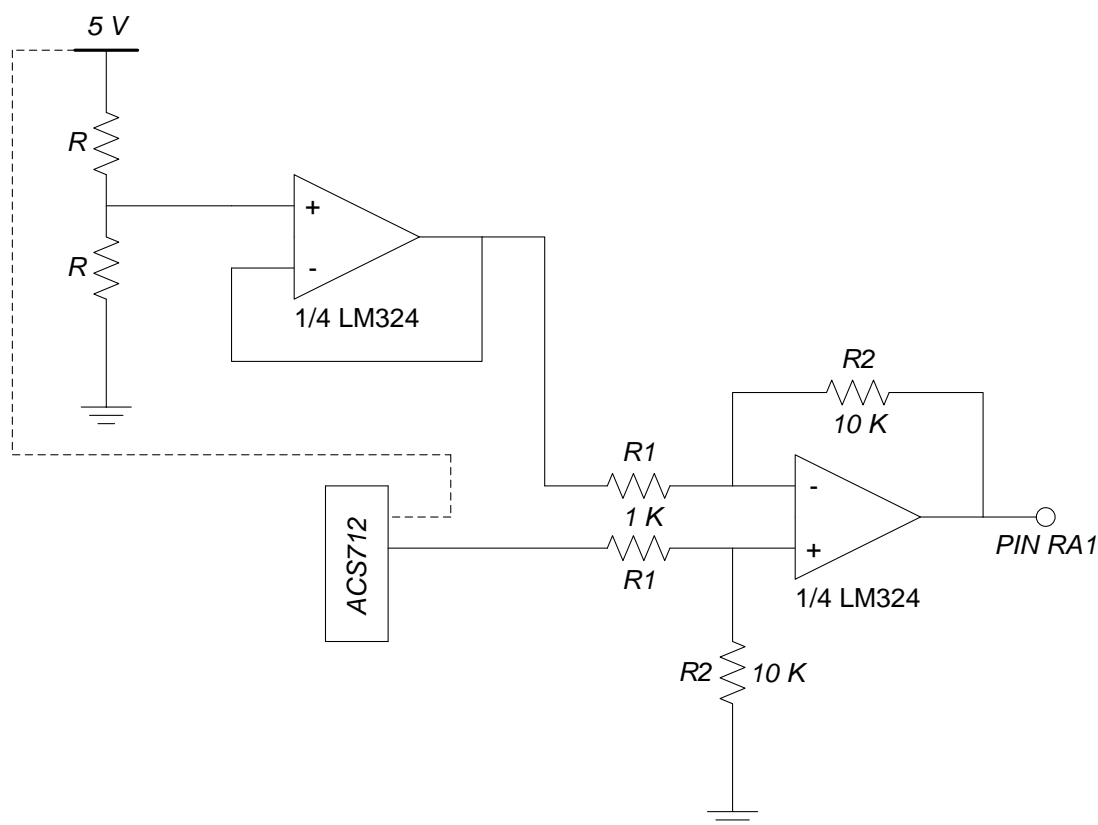 5 V
R
+
R
-
1/4 LM324
R2
10 K
R1
-
1 K
+
PIN RA1
ACS712
R1
1/4 LM324
R2 10 K